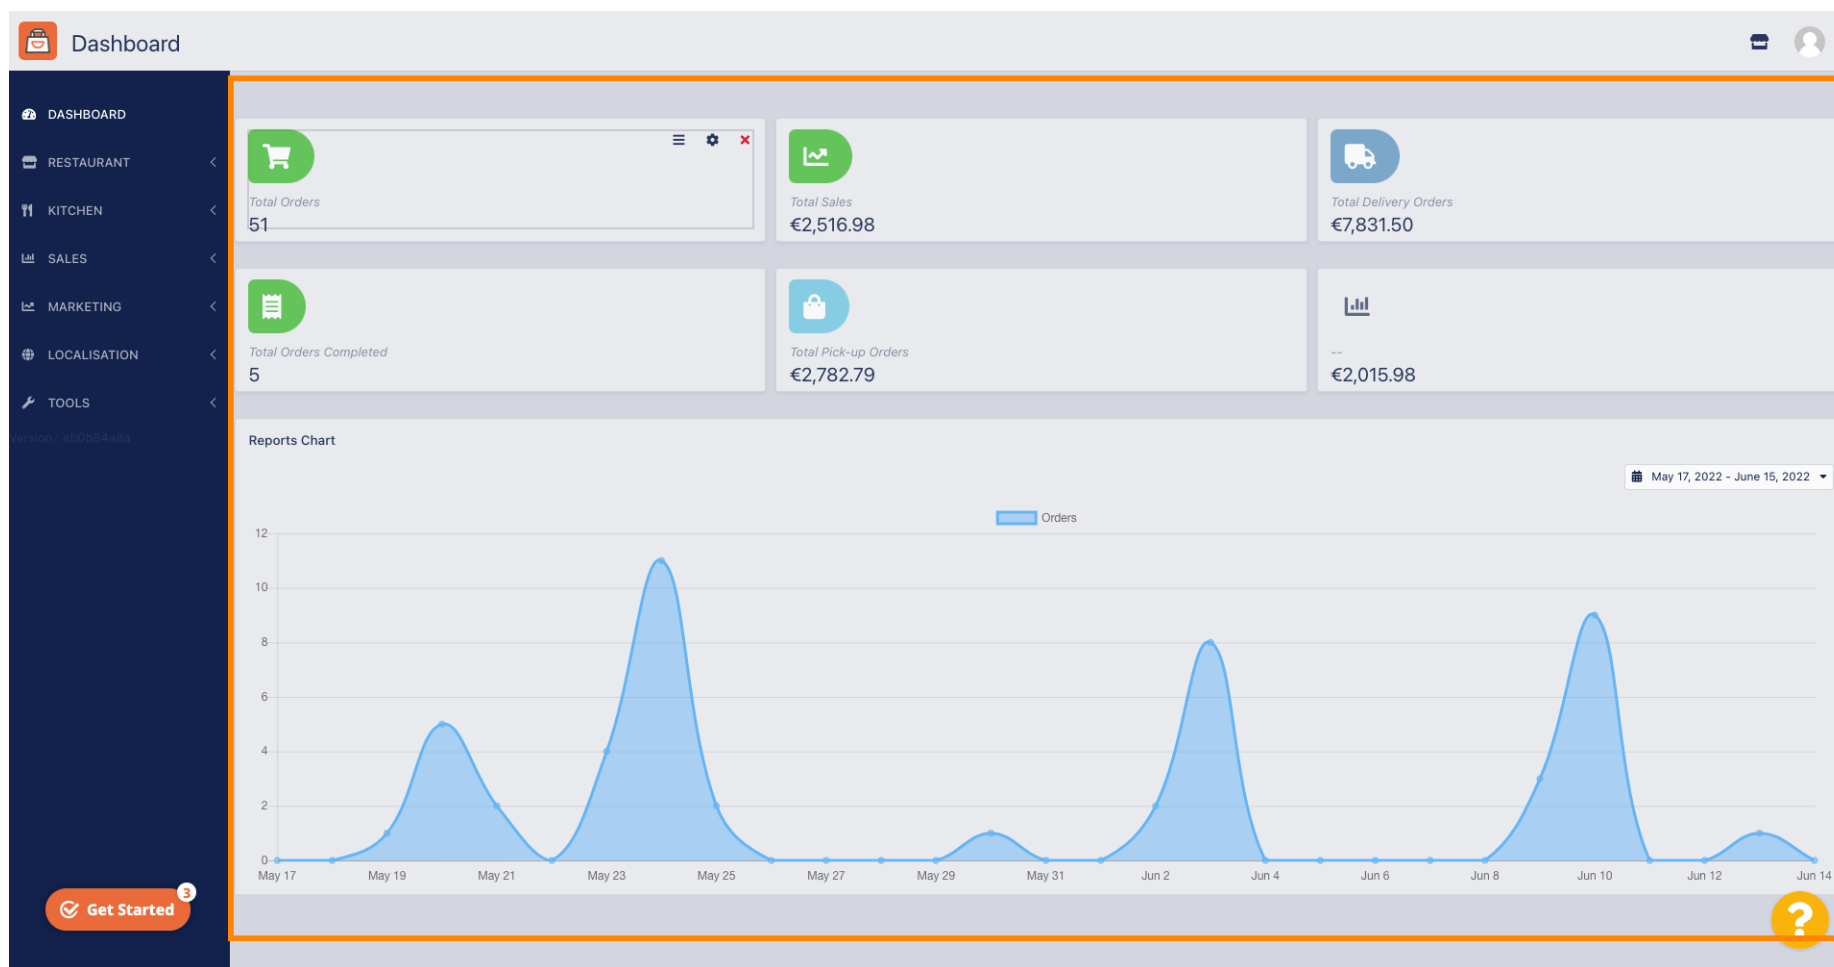 Dashboard
DASHBOARD
RESTAURANT
KITCHEN
SALES
MARKETING
LOCALISATION
TOOLS
Version : eb0b84a8a
3
Get Started
Total Orders
51
Total Sales
€2,516.98
Total Delivery Orders
€7,831.50
Total Orders Completed
5
Total Pick-up Orders
€2,782.79
--
€2,015.98
Reports Chart
May 17, 2022 - June 15, 2022
Orders
12
10
8
6
4
2
0
May 17 May 19 May 21 May 23 May 25 May 27 May 29 May 31 Jun 2 Jun 4 Jun 6 Jun 8 Jun 10 Jun 12 Jun 14
?